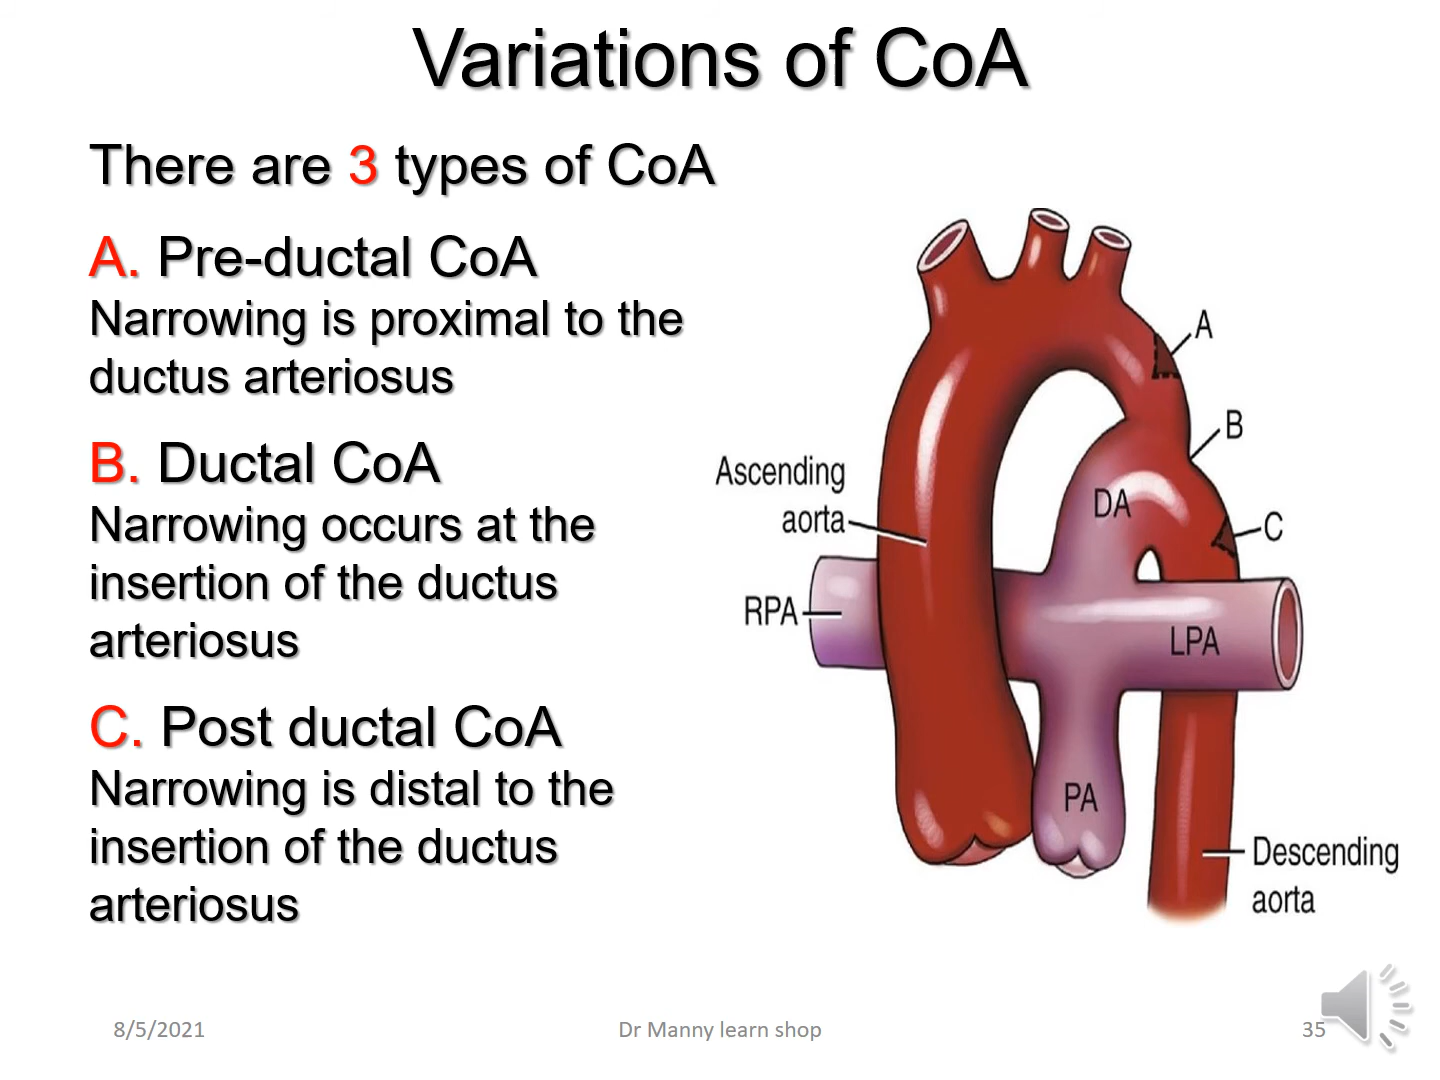 Variations of CoA
There are 3 types of CoA
A. Pre-ductal CoA
Narrowing is proximal to the
ductus arteriosus
B. Ductal CoA
Narrowing occurs at the
insertion of the ductus
arteriosus
C. Post ductal CoA
Narrowing is distal to the
insertion of the ductus
arteriosus
A
B
C
Ascending
aorta
DA
RPA
LPA
PA
Descending
aorta
8/5/2021
Dr Manny learn shop
35